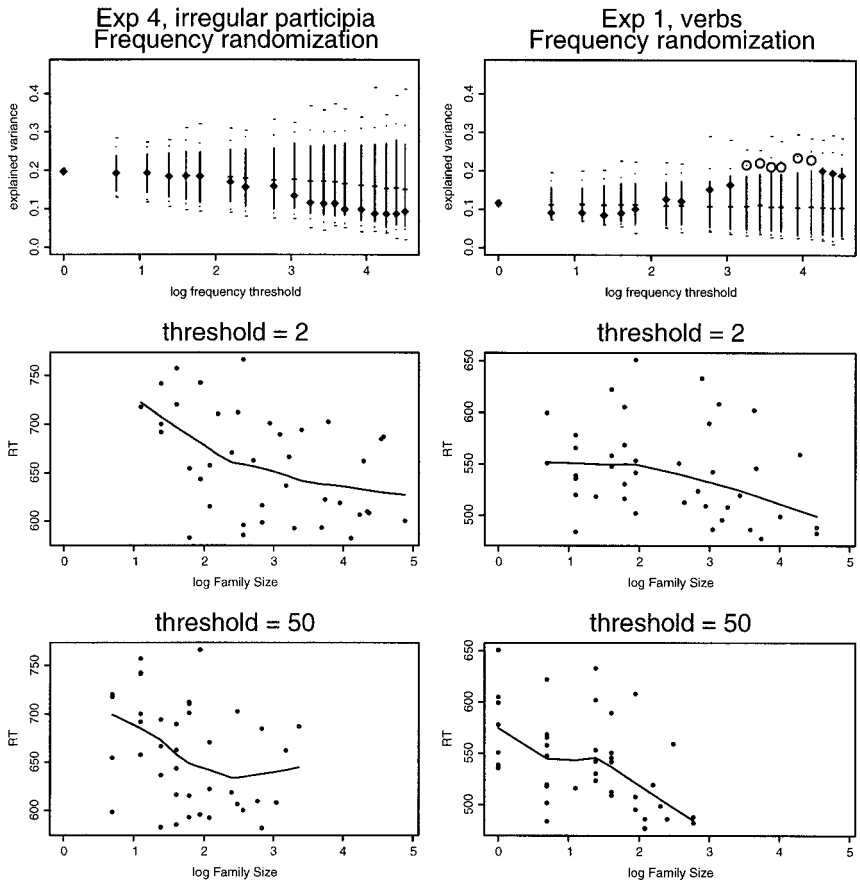 Exp 4, irregular participia
Frequency randomization
explained variance
0.4
0.3
0.2
0.1
0.0
0 1 2 3 4
log frequency threshold
Exp 1, verbs
Frequency randomization
explained variance
0.4
0.3
0.2
0.1
0.0
0 1 2 3 4
log frequency threshold
threshold = 2
RT
750
700
650
600
0 1 2 3 4 5
log Family Size
threshold = 2
RT
650
600
550
500
0 1 2 3 4 5
log Family Size
threshold = 50
RT
750
700
650
600
0 1 2 3 4 5
log Family Size
threshold = 50
RT
650
600
550
500
0 1 2 3 4 5
log Family Size